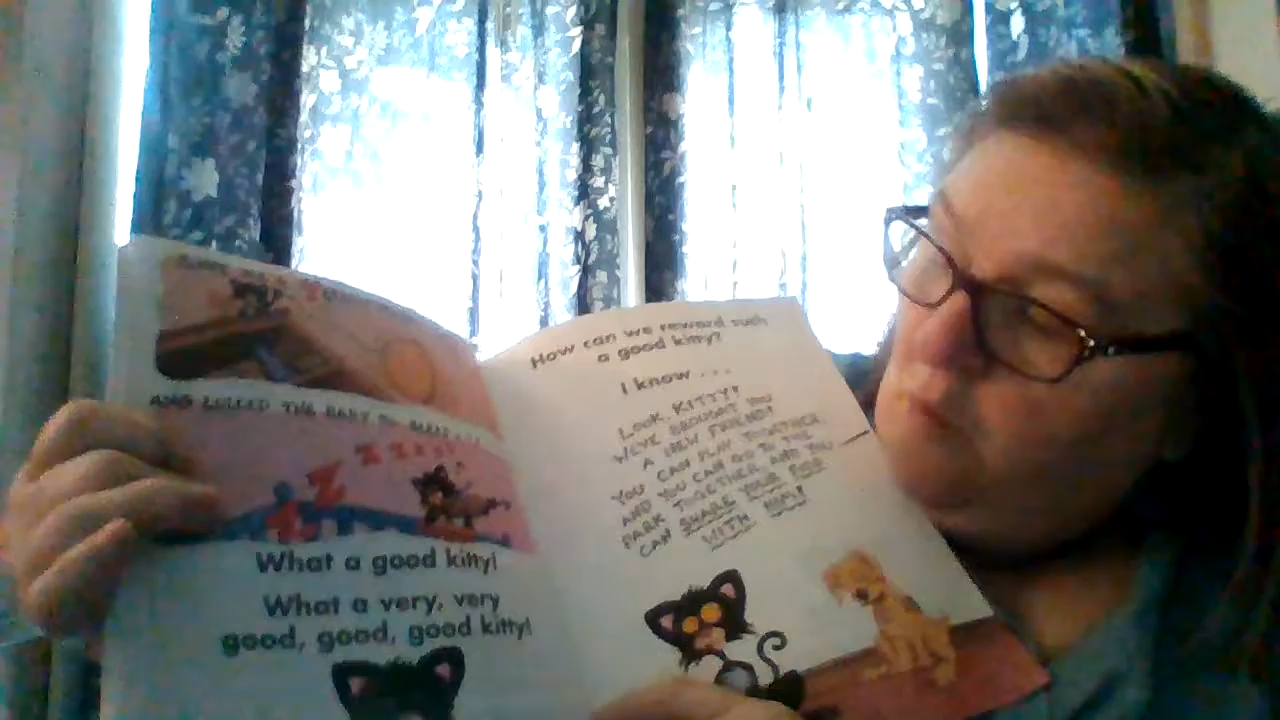 AND LULLED THE BABY TO SLEEP...
Z Z Z Z Z Z
What a good kitty!
What a very, very
good, good, good kitty!
How can we reward such
a good kitty?
I know ...
LOOK, KITTY!
WE'VE BROUGHT YOU
A NEW FRIEND!
YOU CAN PLAY TOGETHER
AND YOU CAN GO TO THE
PARK TOGETHER AND YOU
CAN SHARE YOUR FOOD
WITH HIM!